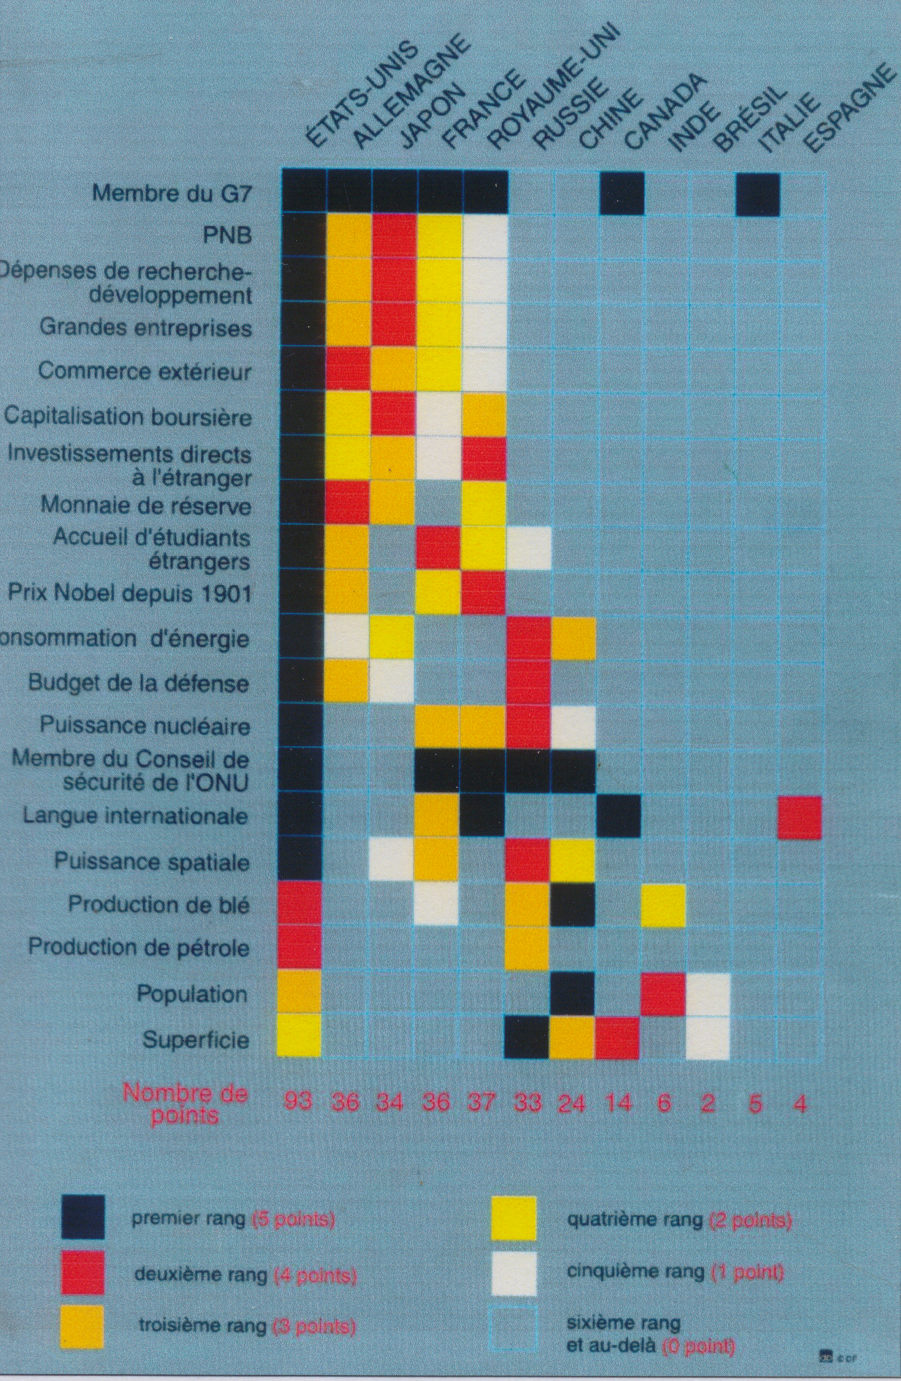 ÉTATS-UNIS
ALLEMAGNE
JAPON
FRANCE
ROYAUME-UNI
RUSSIE
CHINE
CANADA
INDE
BRÉSIL
ITALIE
ESPAGNE
Membre du G7
PNB
Dépenses de recherche-
développement
Grandes entreprises
Commerce extérieur
Capitalisation boursière
Investissements directs
à l'étranger
Monnaie de réserve
Accueil d'étudiants
étrangers
Prix Nobel depuis 1901
onsommation d'énergie
Budget de la défense
Puissance nucléaire
Membre du Conseil de
sécurité de l'ONU
Langue internationale
Puissance spatiale
Production de blé
Production de pétrole
Population
Superficie
Nombre de
points
93 36 34 36 37 33 24 14 6 2 5 4
premier rang (5 points)
deuxième rang (4 points)
troisième rang (3 points)
quatrième rang (2 points)
cinquième rang (1 point)
sixième rang
et au-delà (0 point)